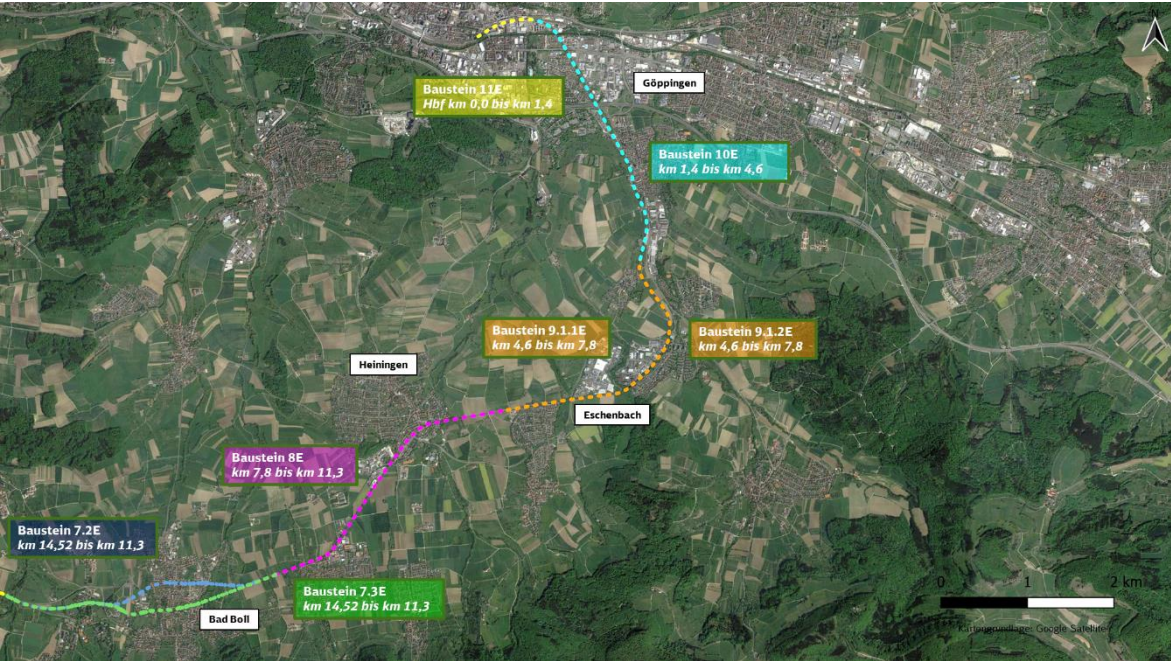 N
Göppingen
Baustein 11E
Hbf km 0,0 bis km 1,4
Baustein 10E
km 1,4 bis km 4,6
Baustein 9.1.1E
km 4,6 bis km 7,8
Baustein 9.1.2E
km 4,6 bis km 7,8
Heiningen
Eschenbach
Baustein 8E
km 7,8 bis km 11,3
Baustein 7.2E
km 14,52 bis km 11,3
Baustein 7.3E
km 14,52 bis km 11,3
Bad Boll
0 1 2 km
Kartengrundlage: Google Satellite